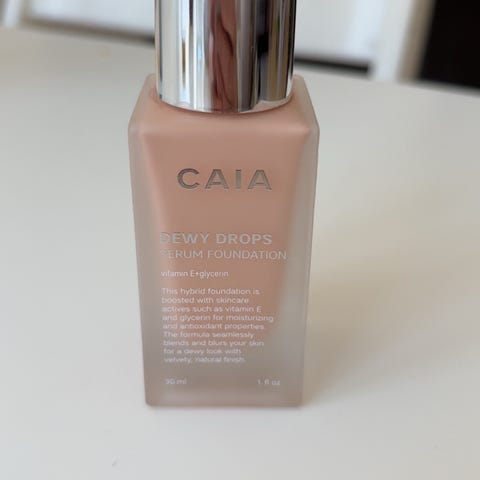 CAIA
DEWY DROPS
SERUM FOUNDATION
vitamin E+glycerin
This hybrid foundation is
boosted with skincare
actives such as vitamin E
and glycerin for moisturizing
and antioxidant properties.
The formula seamlessly
blends and blurs your skin
for a dewy look with
velvety, natural finish.
30 ml 1. fl oz